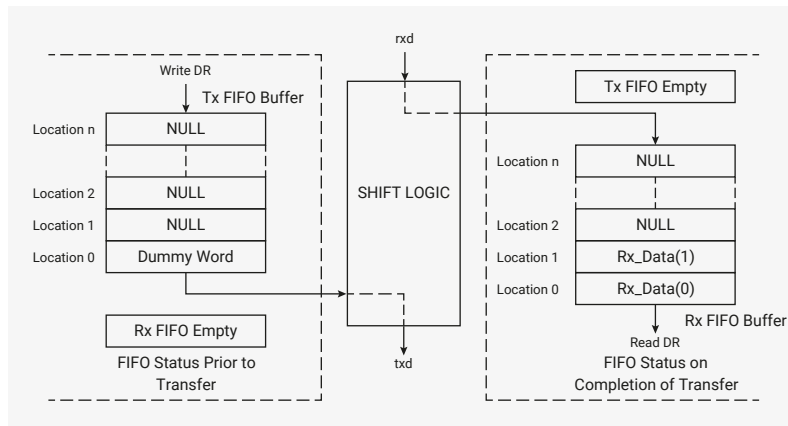 rxd
Write DR
Tx FIFO Buffer
Location n
NULL
Location 2
NULL
Location 1
NULL
Location 0
Dummy Word
Rx FIFO Empty
FIFO Status Prior to
Transfer
SHIFT LOGIC
txd
Tx FIFO Empty
Location n
NULL
Location 2
NULL
Location 1
Rx_Data(1)
Location 0
Rx_Data(0)
Rx FIFO Buffer
Read DR
FIFO Status on
Completion of Transfer